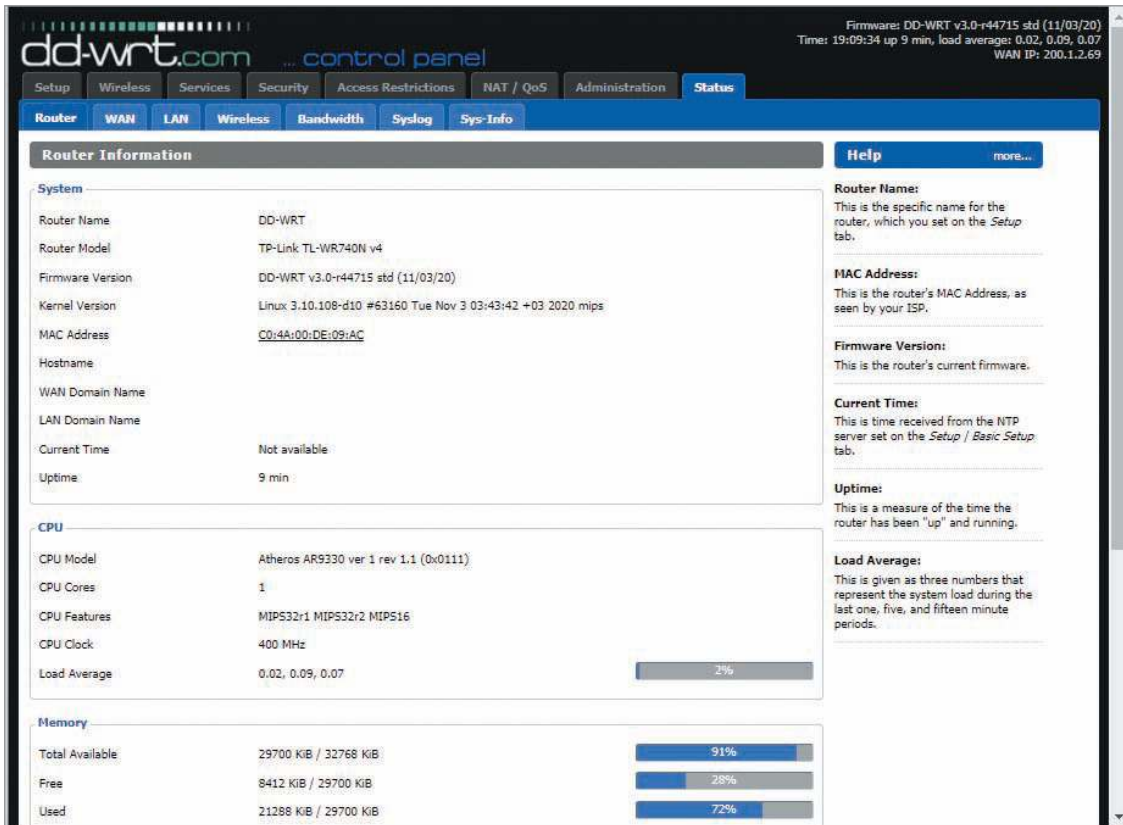 dd-wrt.com ... control panel
Firmware: DD-WRT v3.0-r44715 std (11/03/20)
Time: 19:09:34 up 9 min, load average: 0.02, 0.09, 0.07
WAN IP: 200.1.2.69
Setup Wireless Services Security Access Restrictions NAT / QoS Administration Status
Router WAN LAN Wireless Bandwidth Syslog Sys-Info
Router Information
System
Router Name DD-WRT
Router Model TP-Link TL-WR740N v4
Firmware Version DD-WRT v3.0-r44715 std (11/03/20)
Kernel Version Linux 3.10.108-d10 #63160 Tue Nov 3 03:43:42 +03 2020 mips
MAC Address C0:4A:00:DE:09:AC
Hostname
WAN Domain Name
LAN Domain Name
Current Time Not available
Uptime 9 min
CPU
CPU Model Atheros AR9330 ver 1 rev 1.1 (0x0111)
CPU Cores 1
CPU Features MIPS32r1 MIPS32r2 MIPS16
CPU Clock 400 MHz
Load Average 0.02, 0.09, 0.07 2%
Memory
Total Available 29700 KiB / 32768 KiB 91%
Free 8412 KiB / 29700 KiB 28%
Used 21288 KiB / 29700 KiB 72%
Help more...
Router Name:
This is the specific name for the
router, which you set on the Setup
tab.
MAC Address:
This is the router's MAC Address, as
seen by your ISP.
Firmware Version:
This is the router's current firmware.
Current Time:
This is time received from the NTP
server set on the Setup / Basic Setup
tab.
Uptime:
This is a measure of the time the
router has been "up" and running.
Load Average:
This is given as three numbers that
represent the system load during the
last one, five, and fifteen minute
periods.